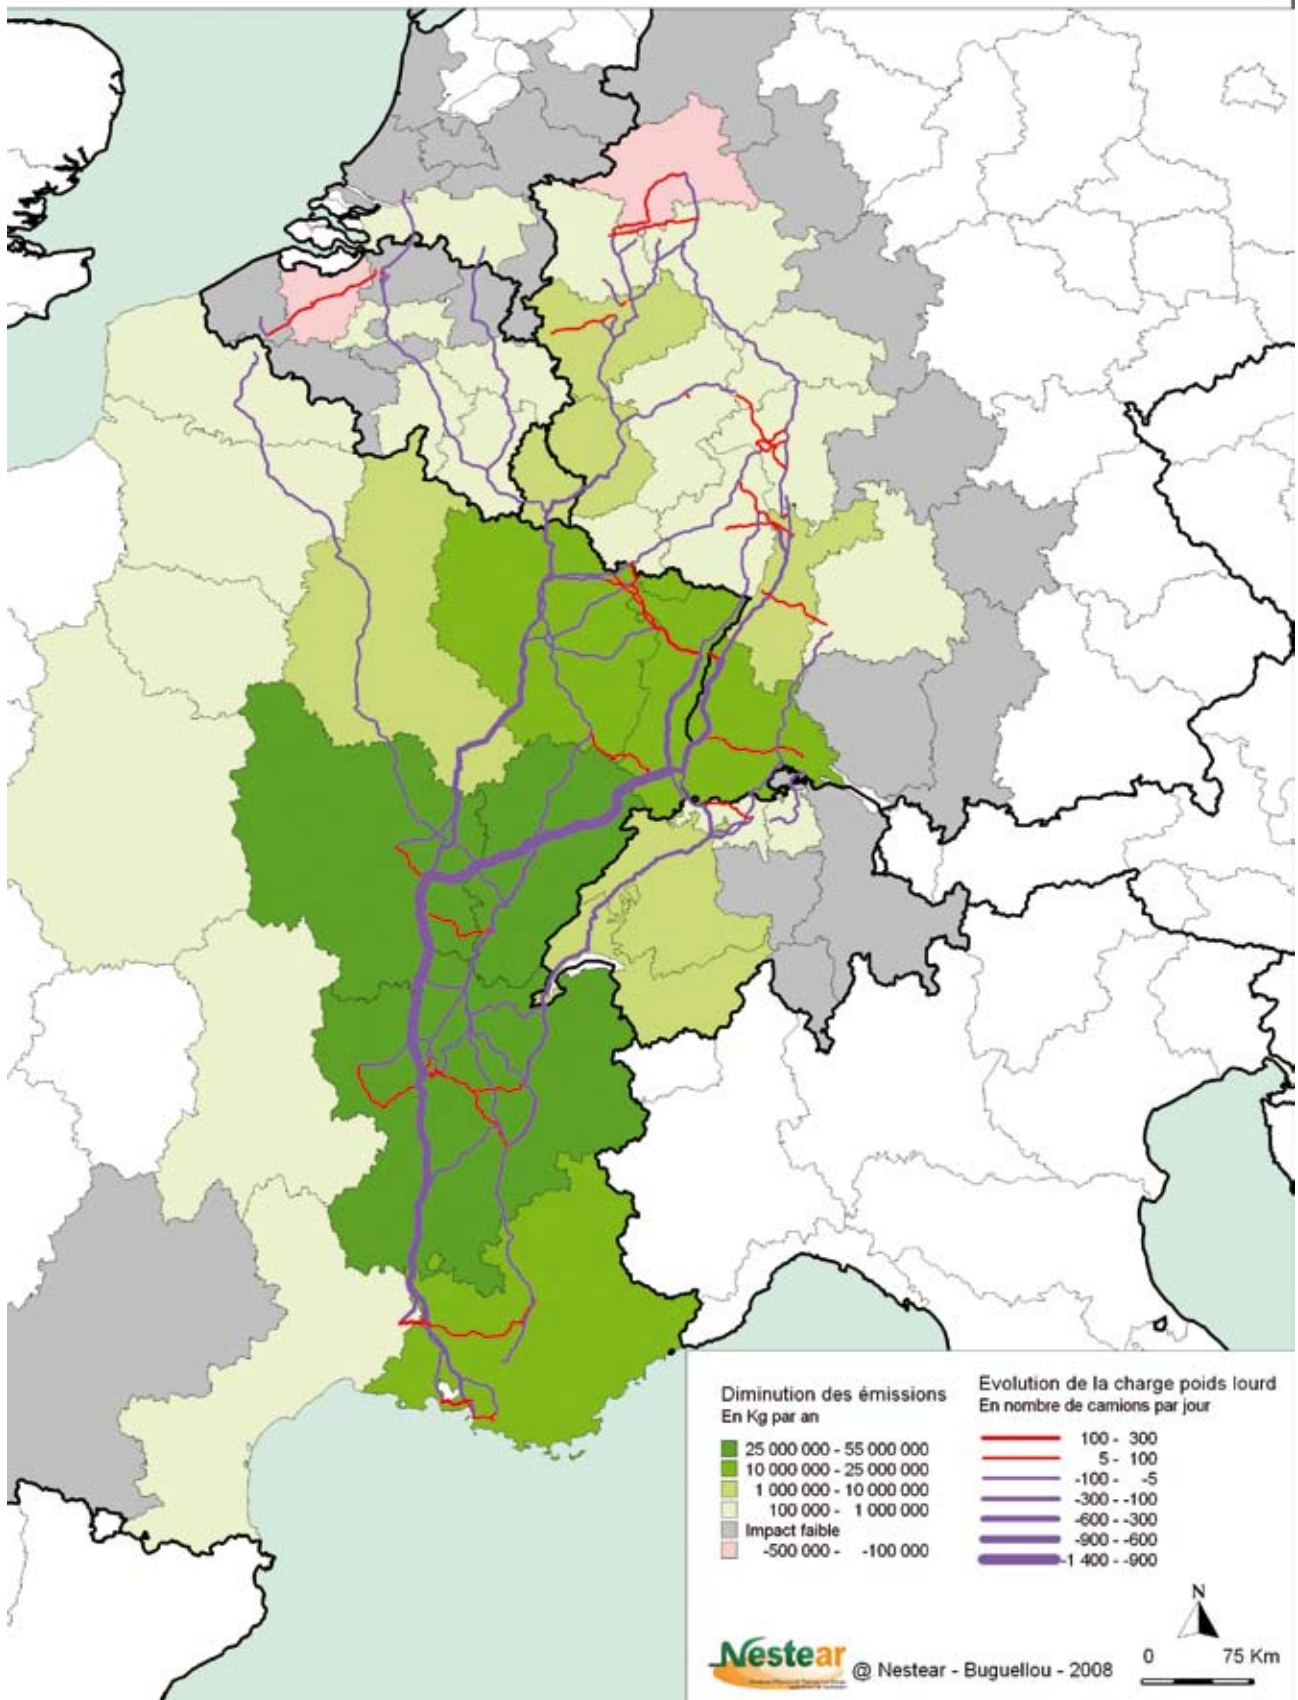 Diminution des émissions
En Kg par an
25 000 000 - 55 000 000
10 000 000 - 25 000 000
1 000 000 - 10 000 000
100 000 - 1 000 000
Impact faible
-500 000 - -100 000
Evolution de la charge poids lourd
En nombre de camions par jour
100 - 300
5 - 100
-100 - -5
-300 - -100
-600 - -300
-900 - -600
-1 400 - -900
N
0 75 Km
Nestear
@ Nestear - Buguellou - 2008